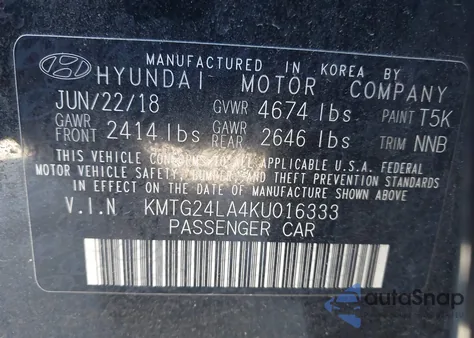 MANUFACTURED IN KOREA BY
HYUNDAI MOTOR COMPANY
JUN/22/18 GVWR 4674 lbs PAINT T5K
GAWR FRONT 2414 lbs GAWR REAR 2646 lbs TRIM NNB
THIS VEHICLE CONFORMS TO ALL APPLICABLE U.S.A. FEDERAL
MOTOR VEHICLE SAFETY AND THEFT PREVENTION STANDARDS
IN EFFECT ON THE DATE OF MANUFACTURE SHOWN ABOVE
V.I.N KMTG24LA4KU016333
PASSENGER CAR
autoSnap